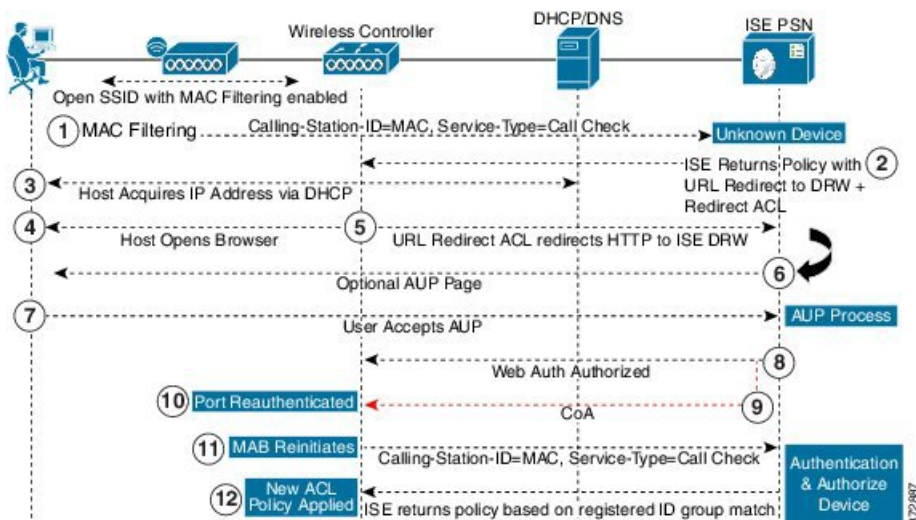 Wireless Controller
DHCP/DNS
ISE PSN
Open SSID with MAC Filtering enabled
1
MAC Filtering
Calling-Station-ID=MAC, Service-Type=Call Check
Unknown Device
2
ISE Returns Policy with
URL Redirect to DRW +
Redirect ACL
3
Host Acquires IP Address via DHCP
4
Host Opens Browser
5
URL Redirect ACL redirects HTTP to ISE DRW
6
Optional AUP Page
7
User Accepts AUP
AUP Process
8
Web Auth Authorized
9
10
Port Reauthenticated
CoA
11
MAB Reinitiates
Calling-Station-ID=MAC, Service-Type=Call Check
Authentication
& Authorize
Device
12
New ACL
Policy Applied
ISE returns policy based on registered ID group match